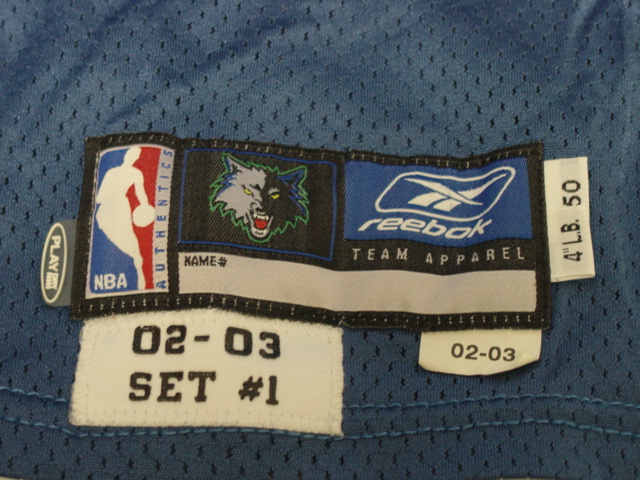 PLAY
NBA
AUTHENTICS
Reebok
NAME#
TEAM APPAREL
4" L.B. 50
02-03
SET #1
02-03